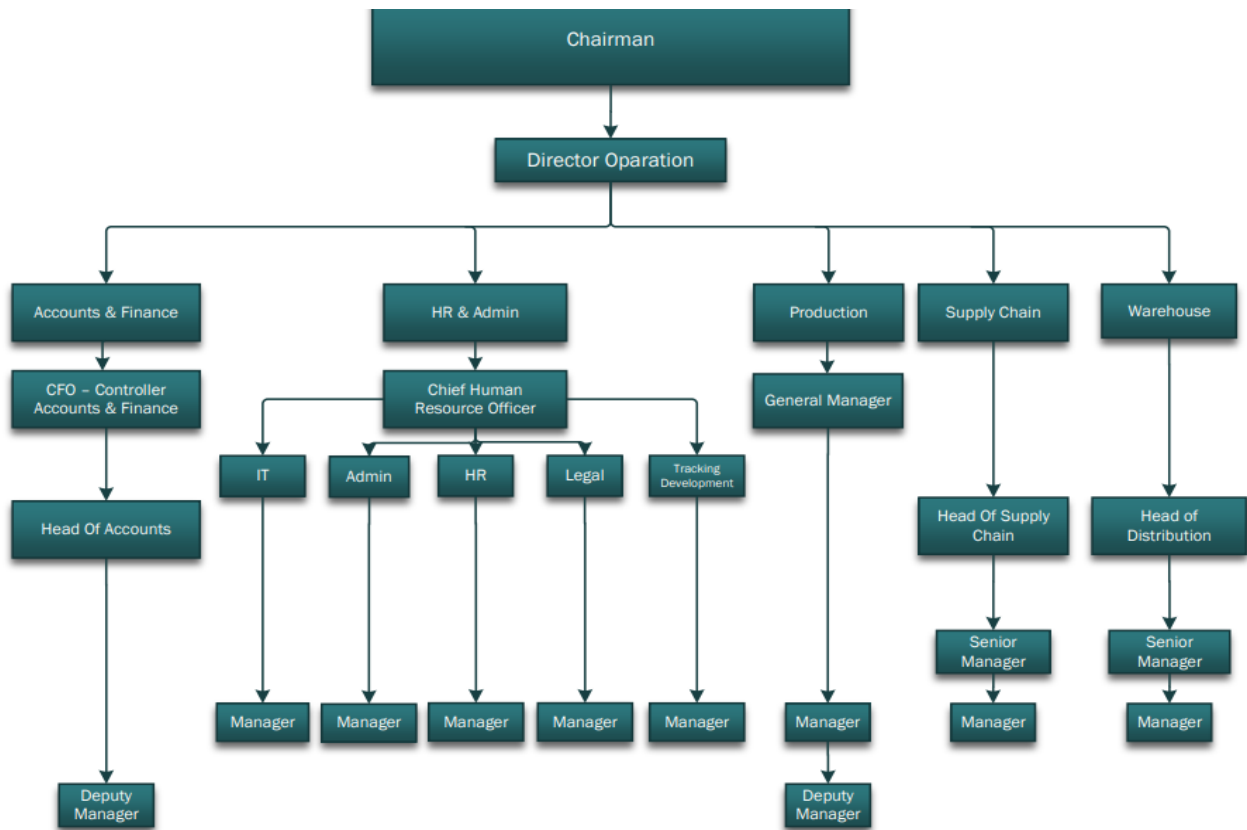 Chairman
Director Oparation
Accounts & Finance
HR & Admin
Production
Supply Chain
Warehouse
CFO – Controller
Accounts & Finance
Chief Human
Resource Officer
General Manager
IT
Admin
HR
Legal
Tracking
Development
Head Of Accounts
Head Of Supply
Chain
Head of
Distribution
Senior
Manager
Senior
Manager
Manager
Manager
Manager
Manager
Manager
Manager
Manager
Manager
Deputy
Manager
Deputy
Manager